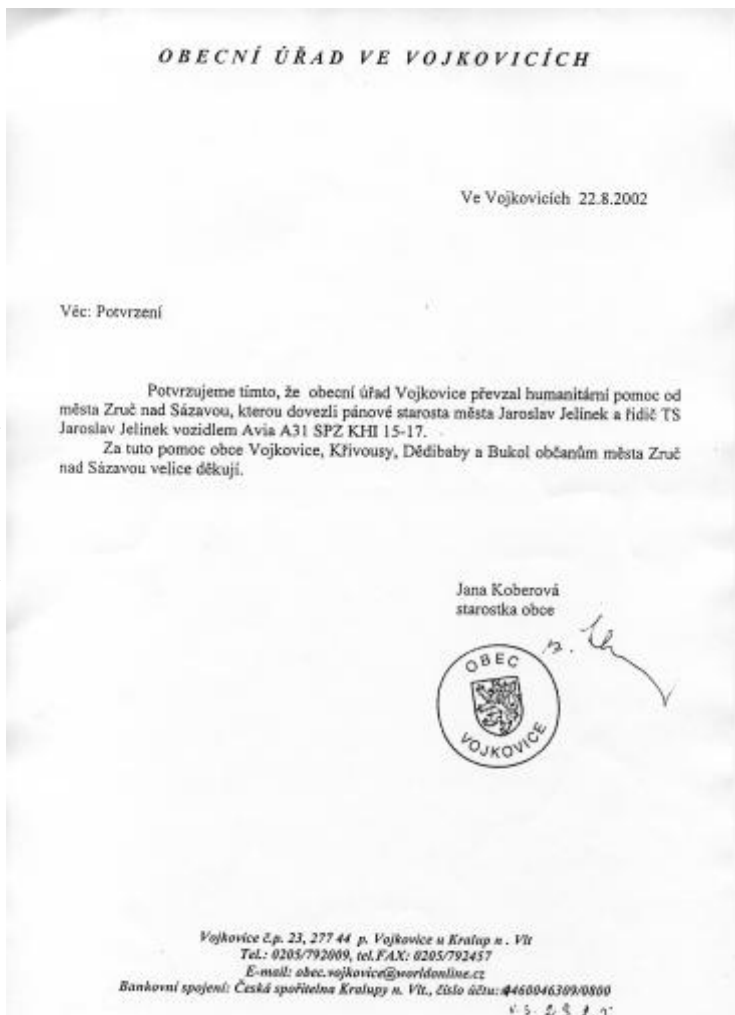 OBECNÍ ÚŘAD VE VOJKOVICÍCH
Ve Vojkovicích 22.8.2002
Věc: Potvrzení
Potvrzujeme tímto, že obecní úřad Vojkovice převzal humanitární pomoc od
města Zruč nad Sázavou, kterou dovezli pánové starosta města Jaroslav Jelínek a řidič TS
Jaroslav Jelínek vozidlem Avia A31 SPZ KHI 15-17.
Za tuto pomoc obce Vojkovice, Křivousy, Dědibaby a Bukol občanům města Zruč
nad Sázavou velice děkují.
Jana Koberová
starostka obce
OBEC
VOJKOVICE
Vojkovice č.p. 23, 277 44 p. Vojkovice u Kralup n . Vlt
Tel.: 0205/792009, tel.FAX: 0205/792457
E-mail: obec.vojkovice@worldonline.cz
Bankovní spojení: Česká spořitelna Kralupy n. Vlt., číslo účtu: 460046309/0800